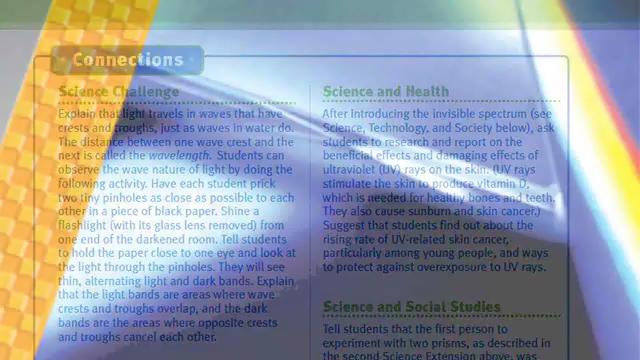 Connections
Science Challenge
Explain that light travels in waves that have
crests and troughs, just as waves in water do.
The distance between one wave crest and the
next is called the wavelength. Students can
observe the wave nature of light by doing the
following activity. Have each student prick
two tiny pinholes as close as possible to each
other in a piece of black paper. Shine a
flashlight (with its glass lens removed) from
one end of the darkened room. Tell students
to hold the paper close to one eye and look at
the light through the pinholes. They will see
thin, alternating light and dark bands. Explain
that the light bands are areas where wave
crests and troughs overlap, and the dark
bands are the areas where opposite crests
and troughs cancel each other.
Science and Health
After introducing the invisible spectrum (see
Science, Technology, and Society below), ask
students to research and report on the
beneficial effects and damaging effects of
ultraviolet (UV) rays on the skin. (UV rays
stimulate the skin to produce vitamin D,
which is needed for healthy bones and teeth.
They also cause sunburn and skin cancer.)
Suggest that students find out about the
rising rate of UV-related skin cancer,
particularly among young people, and ways
to protect against overexposure to UV rays.
Science and Social Studies
Tell students that the first person to
experiment with two prisms, as described in
the second Science Extension above, was